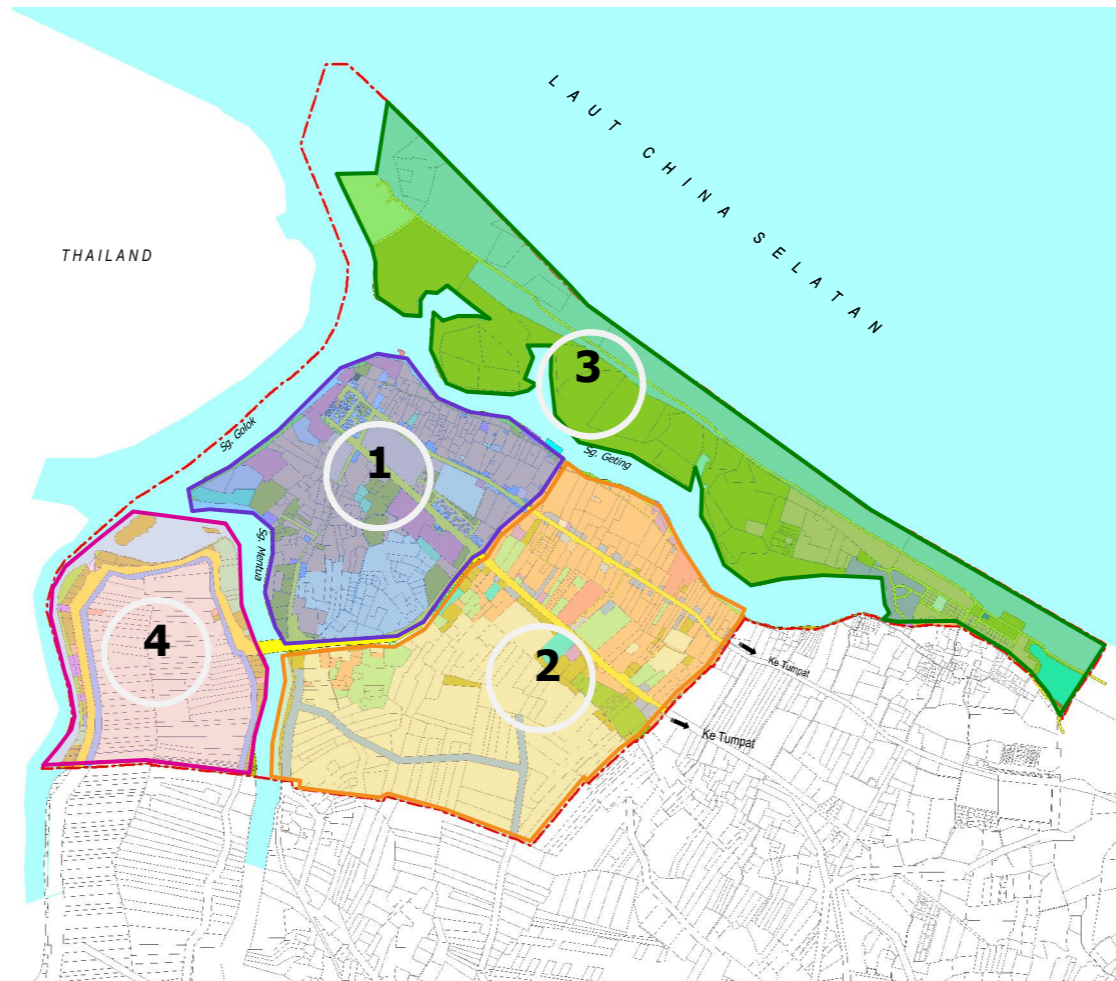 LAUT CHINA SELATAN
THAILAND
3
Sg. Golok
1
Sg. Geting
Sg. Mentua
4
2
Ke Tumpat
Ke Tumpat